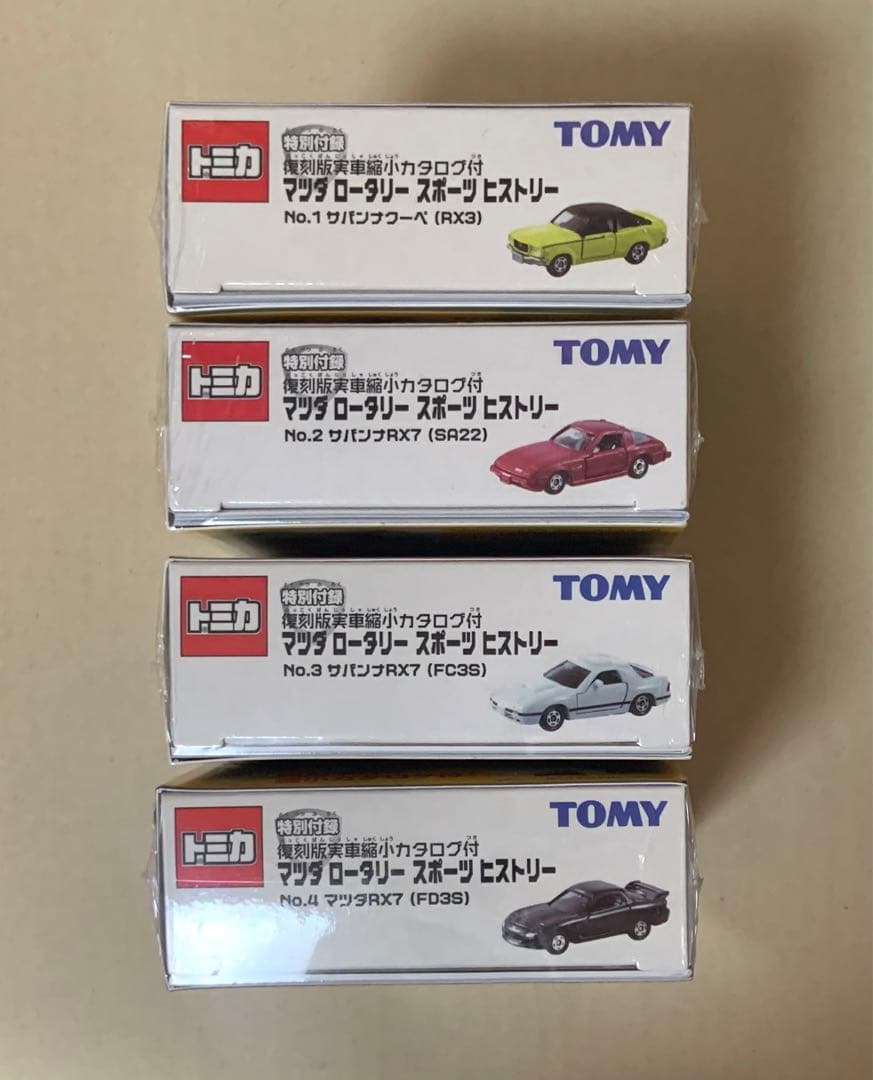 トミカ
特別付録
TOMY
復刻版実車縮小カタログ付
マツダ ロータリー スポーツ ヒストリー
No.1 サバンナクーペ (RX3)
トミカ
特別付録
TOMY
復刻版実車縮小カタログ付
マツダ ロータリー スポーツ ヒストリー
No.2 サバンナRX7 (SA22)
トミカ
特別付録
TOMY
復刻版実車縮小カタログ付
マツダ ロータリー スポーツ ヒストリー
No.3 サバンナRX7 (FC3S)
トミカ
特別付録
TOMY
復刻版実車縮小カタログ付
マツダ ロータリー スポーツ ヒストリー
No.4 マツダRX7 (FD3S)